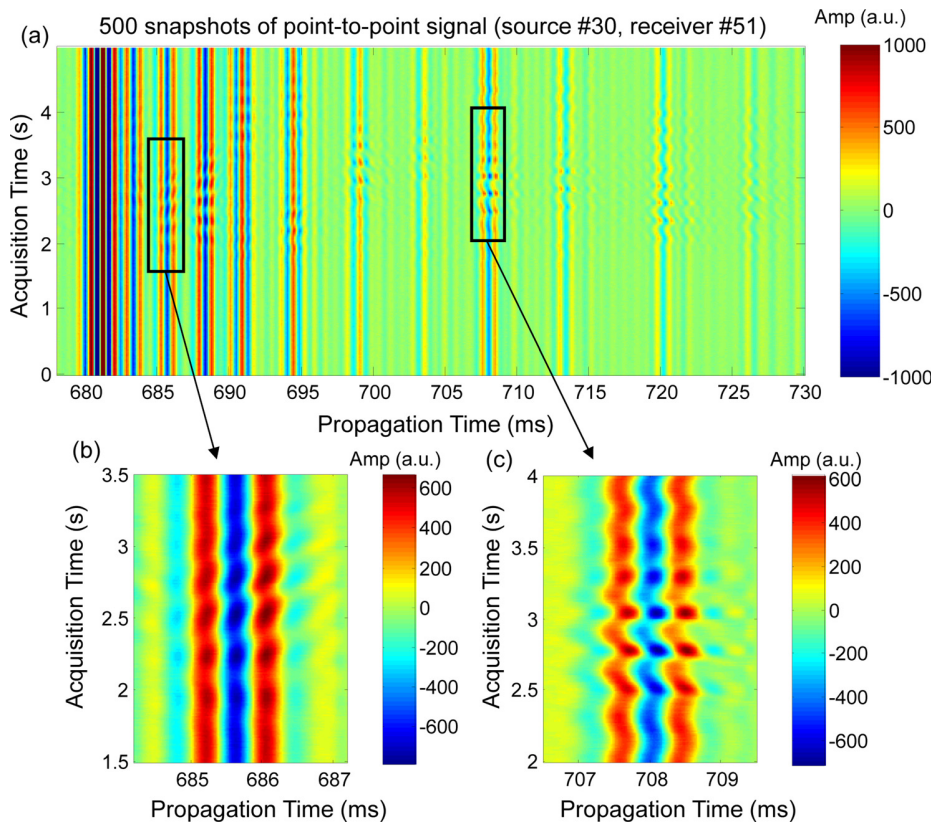 (a)
500 snapshots of point-to-point signal (source #30, receiver #51)
Amp (a.u.)
Acquisition Time (s)
5
4
3
2
1
0
680 685 690 695 700 705 710 715 720 725 730
Propagation Time (ms)
1000
500
0
-500
-1000
(b)
Amp (a.u.)
Acquisition Time (s)
3.5
3
2.5
2
1.5
685 686 687
Propagation Time (ms)
600
400
200
0
-200
-400
-600
(c)
Amp (a.u.)
Acquisition Time (s)
4
3.5
3
2.5
2
707 708 709
Propagation Time (ms)
600
400
200
0
-200
-400
-600